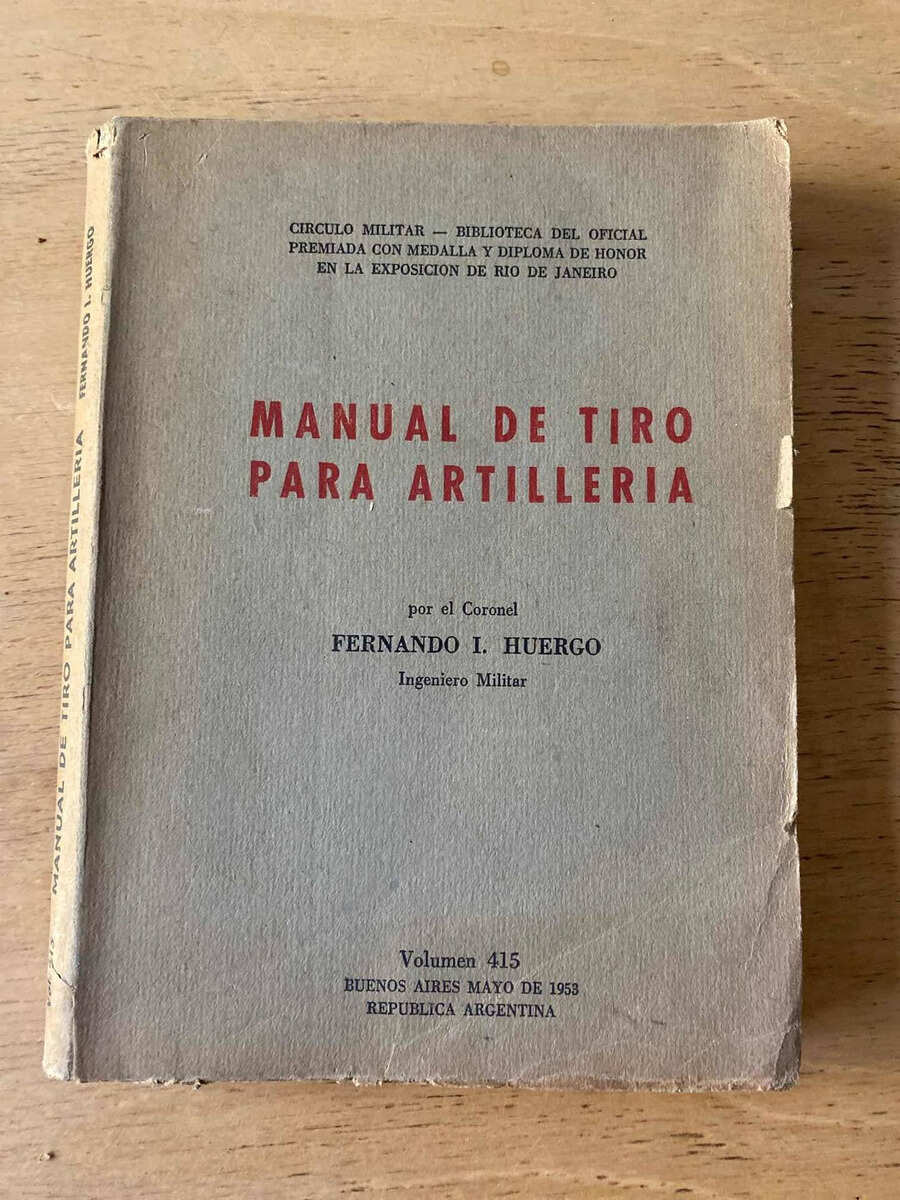 CIRCULO MILITAR — BIBLIOTECA DEL OFICIAL
PREMIADA CON MEDALLA Y DIPLOMA DE HONOR
EN LA EXPOSICION DE RIO DE JANEIRO
MANUAL DE TIRO
PARA ARTILLERIA
por el Coronel
FERNANDO I. HUERGO
Ingeniero Militar
Volumen 415
BUENOS AIRES MAYO DE 1953
REPUBLICA ARGENTINA
MANUAL DE TIRO PARA ARTILLERIA FERNANDO I. HUERGO